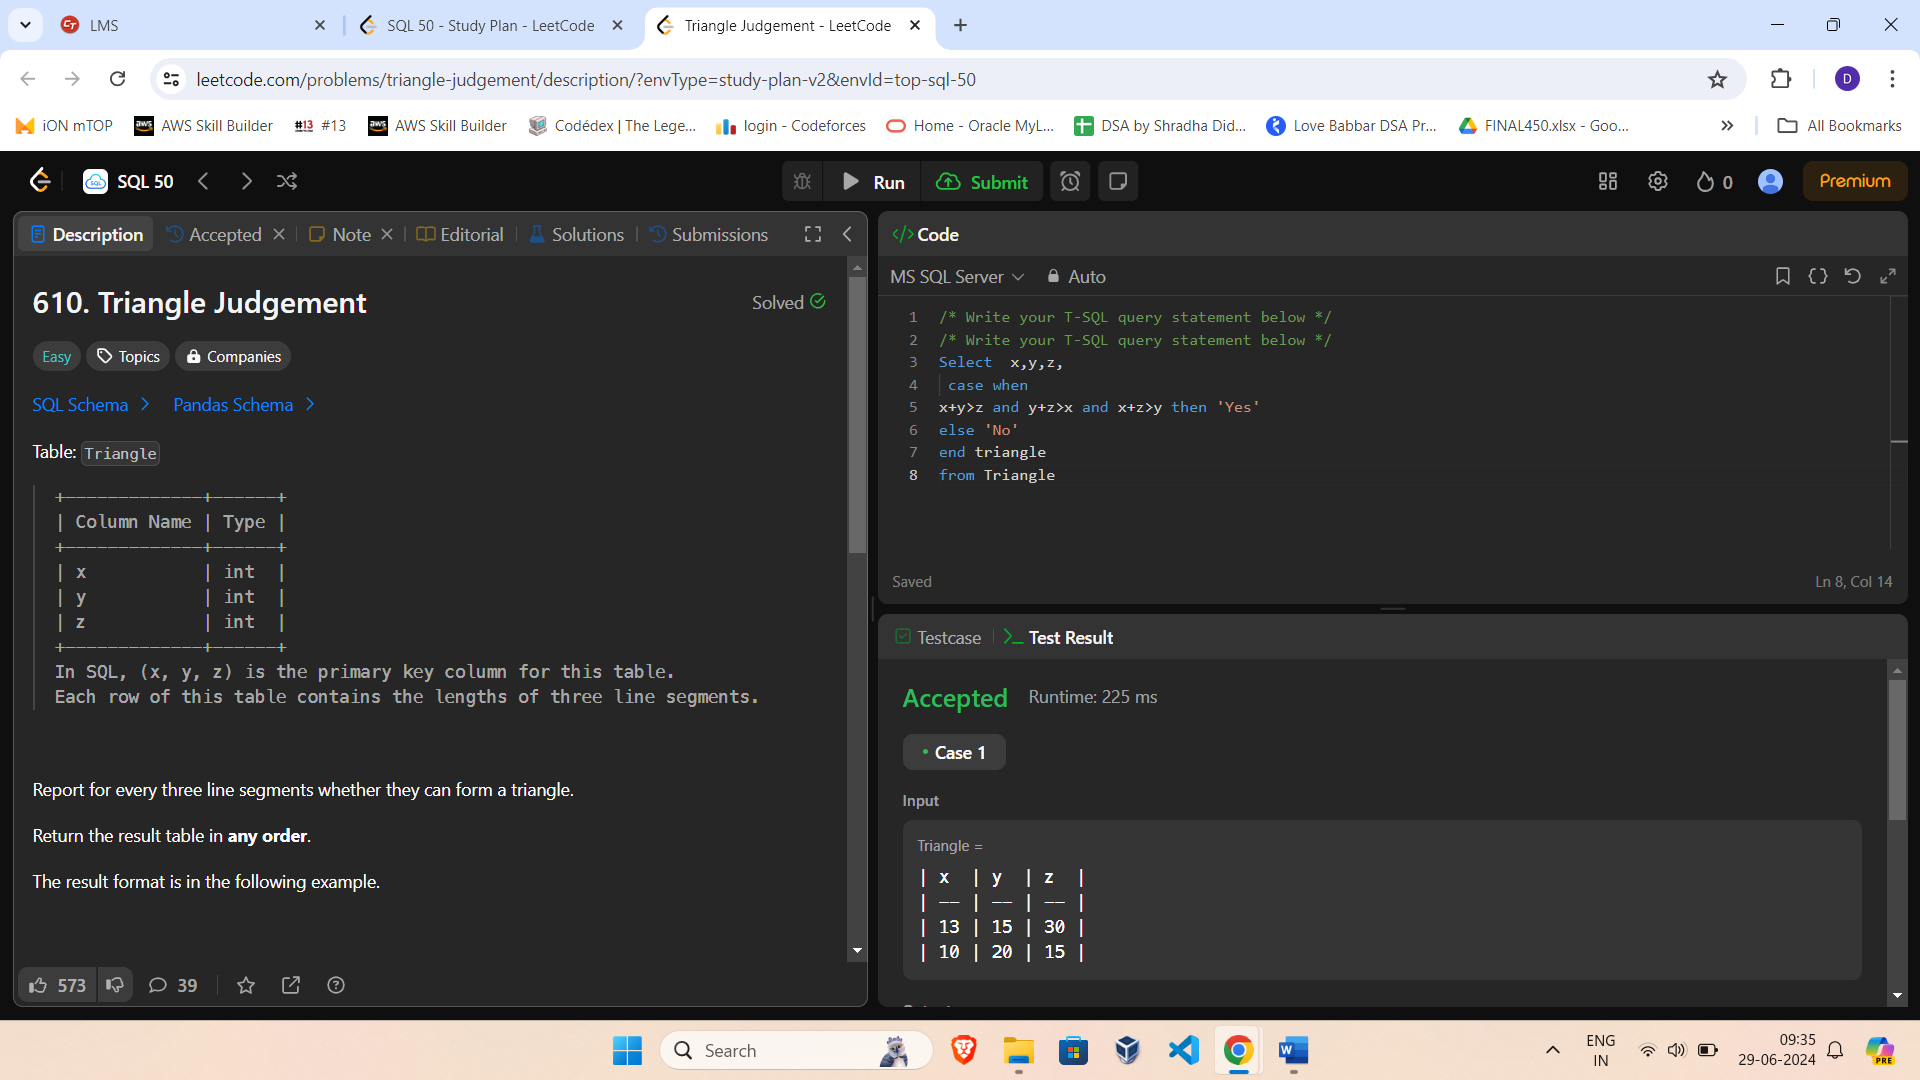 LMS
SQL 50 - Study Plan - LeetCode
Triangle Judgement - LeetCode
leetcode.com/problems/triangle-judgement/description/?envType=study-plan-v2&envId=top-sql-50
D
iON mTOP
AWS Skill Builder
#13 #13
AWS Skill Builder
Codédex | The Lege...
login - Codeforces
Home - Oracle MyL...
DSA by Shradha Did...
Love Babbar DSA Pr...
FINAL450.xlsx - Goo...
All Bookmarks
SQL 50
Run
Submit
0
Premium
Description
Accepted
Note
Editorial
Solutions
Submissions
610. Triangle Judgement
Solved
Easy
Topics
Companies
SQL Schema
Pandas Schema
Table: Triangle
+-------------+------+
| Column Name | Type |
+-------------+------+
| x           | int  |
| y           | int  |
| z           | int  |
+-------------+------+
In SQL, (x, y, z) is the primary key column for this table.
Each row of this table contains the lengths of three line segments.
Report for every three line segments whether they can form a triangle.
Return the result table in any order.
The result format is in the following example.
573
39
</> Code
MS SQL Server
Auto
1 /* Write your T-SQL query statement below */
2 /* Write your T-SQL query statement below */
3 Select  x,y,z,
4  case when
5 x+y>z and y+z>x and x+z>y then 'Yes'
6 else 'No'
7 end triangle
8 from Triangle
Saved
Ln 8, Col 14
Testcase
>_ Test Result
Accepted
Runtime: 225 ms
• Case 1
Input
Triangle =
| x  | y  | z  |
| -- | -- | -- |
| 13 | 15 | 30 |
| 10 | 20 | 15 |
Search
W
ENG
IN
09:35
29-06-2024
PRE